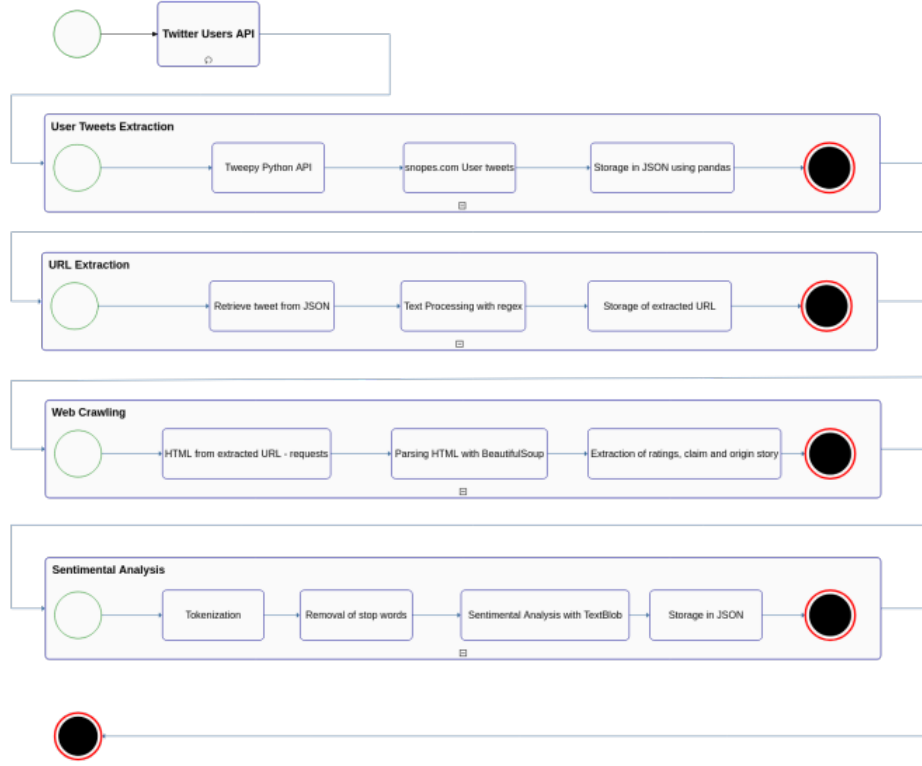 Twitter Users API
User Tweets Extraction
Tweepy Python API
snopes.com User tweets
Storage in JSON using pandas
URL Extraction
Retrieve tweet from JSON
Text Processing with regex
Storage of extracted URL
Web Crawling
HTML from extracted URL - requests
Parsing HTML with BeautifulSoup
Extraction of ratings, claim and origin story
Sentimental Analysis
Tokenization
Removal of stop words
Sentimental Analysis with TextBlob
Storage in JSON